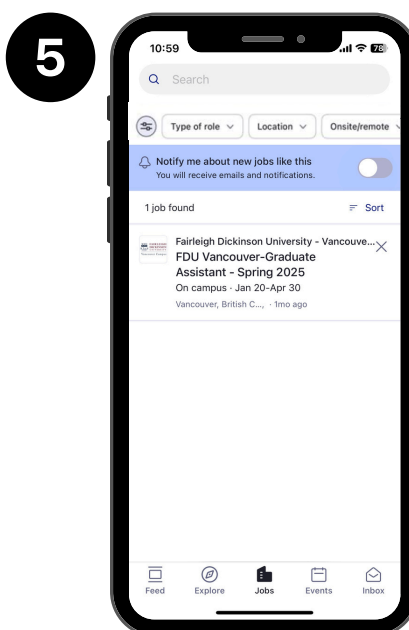 5
10:59
78
Search
Type of role
Location
Onsite/remote
Notify me about new jobs like this
You will receive emails and notifications.
1 job found
Sort
Fairleigh Dickinson University - Vancouve...
FDU Vancouver-Graduate
Assistant - Spring 2025
On campus · Jan 20-Apr 30
Vancouver, British C..., · 1mo ago
Feed
Explore
Jobs
Events
Inbox